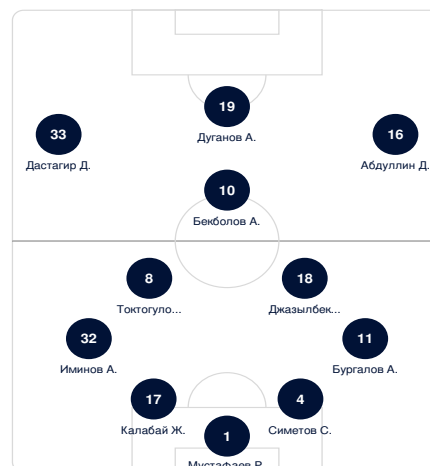 19
Дуганов А.
33
Дастагир Д.
16
Абдуллин Д.
10
Бекболов А.
8
Токтогуло...
18
Джазылбек...
32
Иминов А.
11
Бургалов А.
17
Калабай Ж.
4
Симетов С.
1
Мустафаев Р.